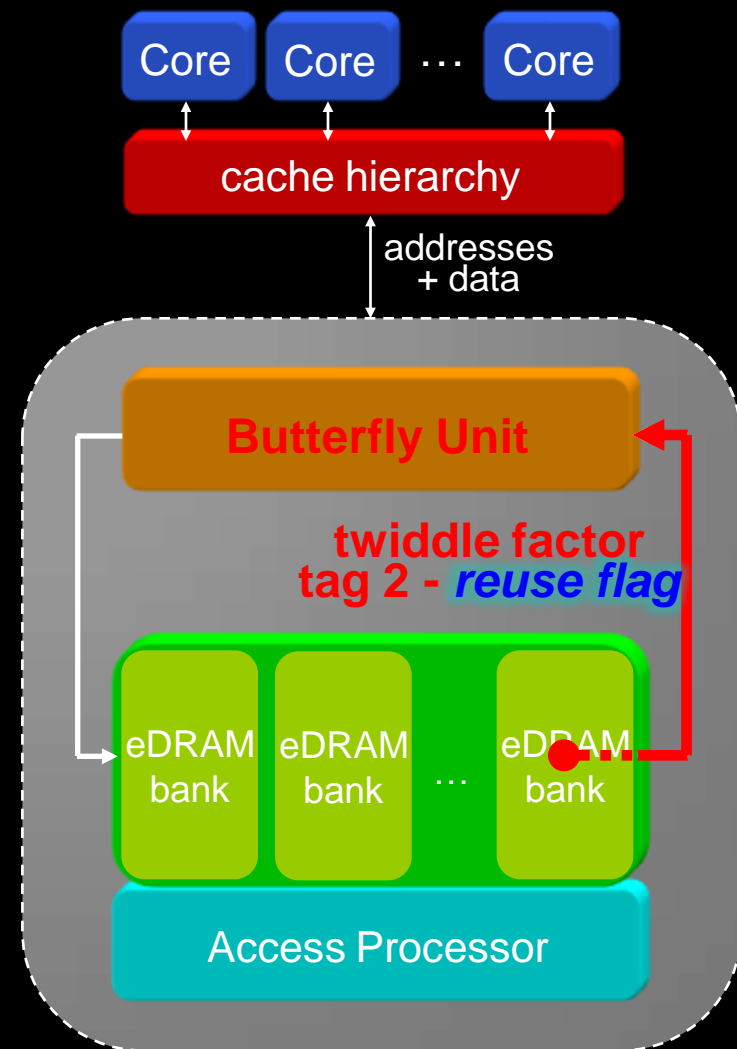 Core Core ... Core
cache hierarchy
addresses
+ data
Butterfly Unit
twiddle factor
tag 2 - reuse flag
eDRAM eDRAM eDRAM
bank bank ... bank
Access Processor